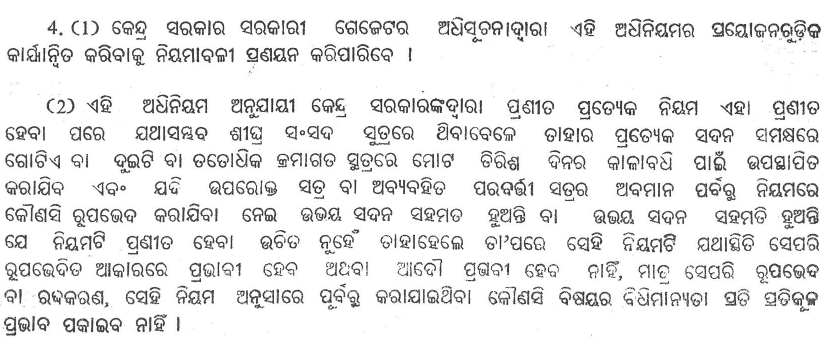 4. (1) କେନ୍ଦ୍ର ସରକାର ସରକାରୀ ଗେଜେଟର ଅଧିସୂଚନାଦ୍ୱାରା ଏହି ଅଧିନିୟମର ପ୍ରୟୋଜନଗୁଡ଼ିକ
କାର୍ଯ୍ୟାନ୍ୱିତ କରିବାକୁ ନିୟମାବଳୀ ପ୍ରଣୟନ କରିପାରିବେ ।
(2) ଏହି ଅଧିନିୟମ ଅନୁଯାୟୀ କେନ୍ଦ୍ର ସରକାରଙ୍କଦ୍ୱାରା ପ୍ରଣୀତ ପ୍ରତ୍ୟେକ ନିୟମ ଏହା ପ୍ରଣୀତ
ହେବା ପରେ ଯଥାସମ୍ଭବ ଶୀଘ୍ର ସଂସଦ ସୁତ୍ରରେ ଥିବାବେଳେ ତାହାର ପ୍ରତ୍ୟେକ ସଦନ ସମକ୍ଷରେ
ଗୋଟିଏ ବା ଦୁଇଟି ବା ତତୋଧିକ କ୍ରମାଗତ ସୁତ୍ରରେ ମୋଟ ତିରିଶ ଦିନର କାଳାବଧି ପାଇଁ ଉପସ୍ଥାପିତ
କରାଯିବ ଏବଂ ଯଦି ଉପରୋକ୍ତ ସତ୍ର ବା ଅବ୍ୟବହିତ ପରବର୍ତ୍ତୀ ସତ୍ରର ଅବମାନ ପର୍ବରୁ ନିୟମରେ
କୌଣସି ରୂପଭେଦ କରାଯିବା ନେଇ ଉଭୟ ସଦନ ସହମତ ହୁଅନ୍ତି ବା ଉଭୟ ସଦନ ସହମତି ହୁଅନ୍ତି
ଯେ ନିୟମଟି ପ୍ରଣୀତ ହେବା ଉଚିତ ନୁହେଁ ତାହାହେଲେ ତା'ପରେ ସେହି ନିୟମଟି ଯଥାସ୍ଥିତି ସେପରି
ରୂପଭେଦିତ ଆକାରରେ ପ୍ରଭାବୀ ହେବ ଅଥବା ଆଦୌ ପ୍ରଭାବୀ ହେବ ନାହିଁ, ମାତ୍ର ସେପରି ରୂପଭେଦ
ବା ରଦ୍ଦକରଣ, ସେହି ନିୟମ ଅନୁସାରେ ପୂର୍ବରୁ କରାଯାଇଥିବା କୌଣସି ବିଷୟର ବିଧିମାନ୍ୟତା ପ୍ରତି ପ୍ରତିକୂଳ
ପ୍ରଭାବ ପକାଇବ ନାହିଁ ।